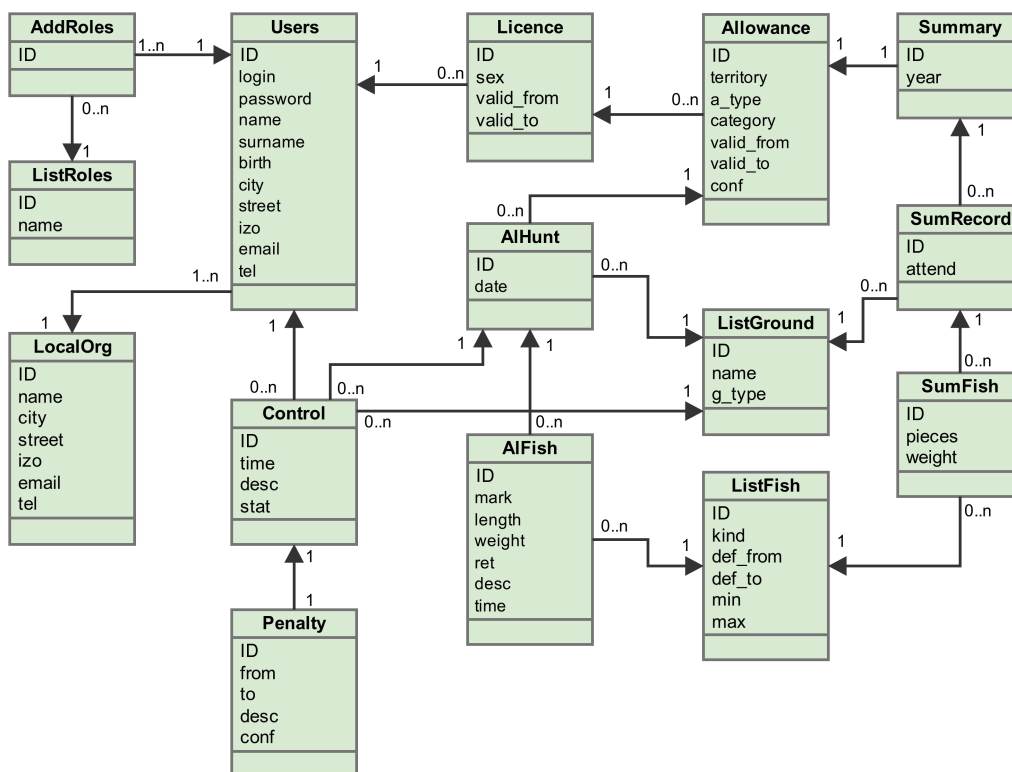 AddRoles
ID
1..n
1
0..n
1
ListRoles
ID
name
Users
ID
login
password
name
surname
birth
city
street
izo
email
tel
1..n
1
LocalOrg
ID
name
city
street
izo
email
tel
1
0..n
Licence
ID
sex
valid_from
valid_to
1
0..n
Allowance
ID
territory
a_type
category
valid_from
valid_to
conf
1
1
Summary
ID
year
1
0..n
SumRecord
ID
attend
0..n
1
1
0..n
AlHunt
ID
date
0..n
1
ListGround
ID
name
g_type
1
0..n
SumFish
ID
pieces
weight
0..n
1
1
0..n
Control
ID
time
desc
stat
1
0..n
0..n
1
1
0..n
AlFish
ID
mark
length
weight
ret
desc
time
0..n
1
ListFish
ID
kind
def_from
def_to
min
max
1
1
Penalty
ID
from
to
desc
conf